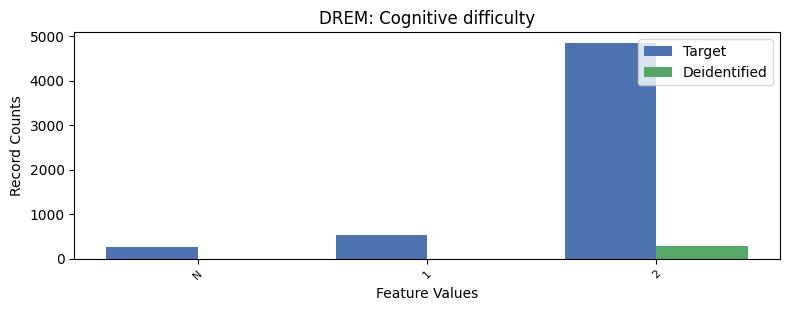 DREM: Cognitive difficulty
Target
Deidentified
Record Counts
5000
4000
3000
2000
1000
0
N
1
2
Feature Values